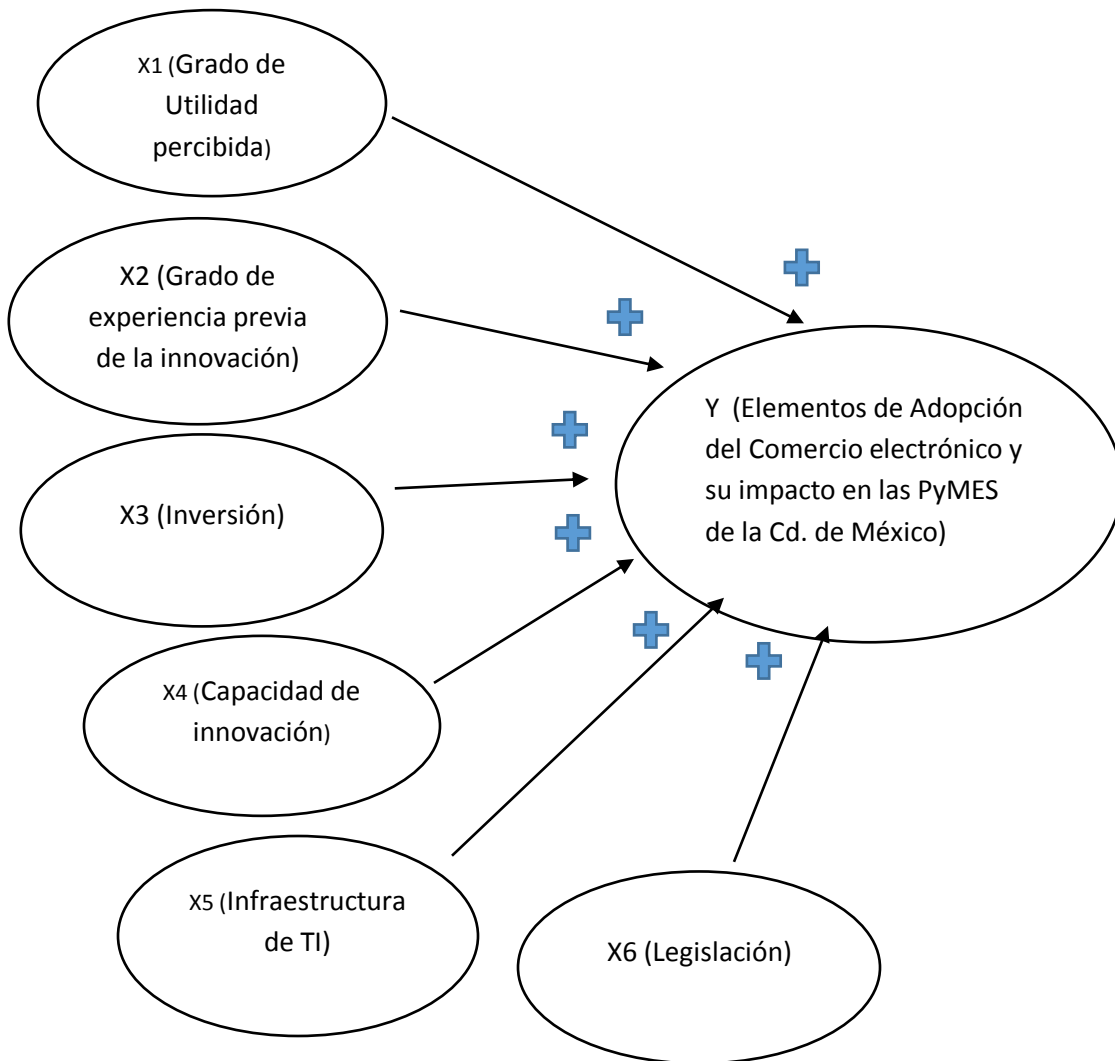 X1 (Grado de
Utilidad
percibida)
X2 (Grado de
experiencia previa
de la innovación)
X3 (Inversión)
X4 (Capacidad de
innovación)
X5 (Infraestructura
de TI)
X6 (Legislación)
Y (Elementos de Adopción
del Comercio electrónico y
su impacto en las PyMES
de la Cd. de México)